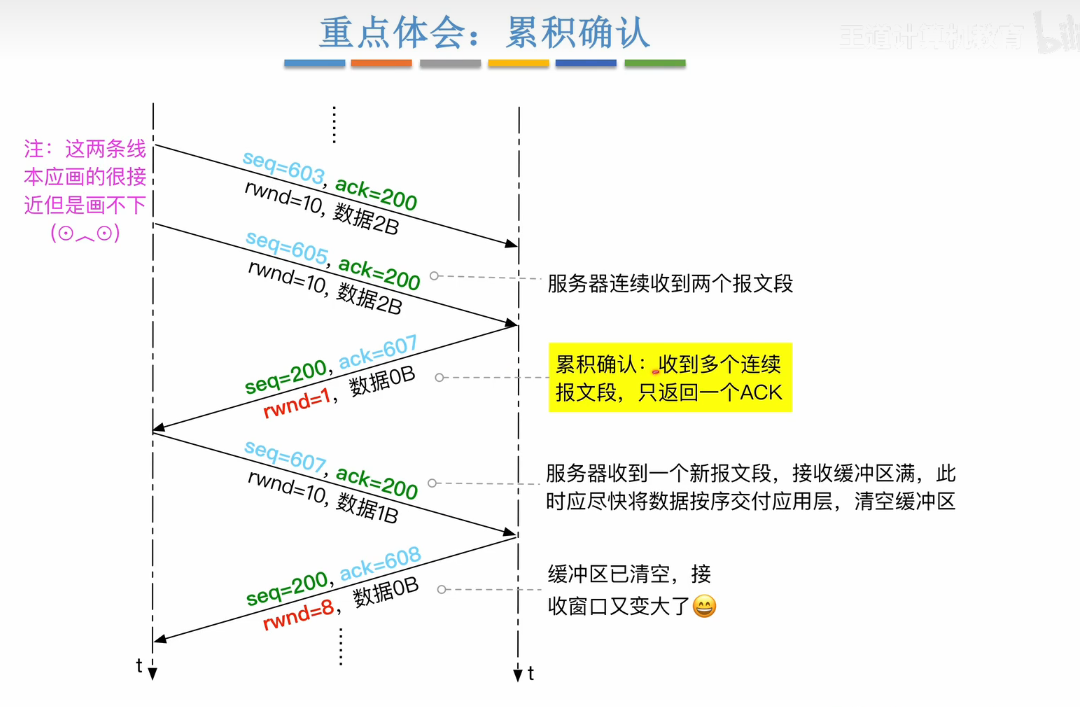 重点体会：累积确认
注：这两条线
本应画的很接
近但是画不下
(⊙︿⊙)
seq=603, ack=200
rwnd=10, 数据2B
seq=605, ack=200
rwnd=10, 数据2B
服务器连续收到两个报文段
seq=200, ack=607
rwnd=1, 数据0B
累积确认：收到多个连续
报文段，只返回一个ACK
seq=607, ack=200
rwnd=10, 数据1B
服务器收到一个新报文段，接收缓冲区满，此
时应尽快将数据按序交付应用层，清空缓冲区
seq=200, ack=608
rwnd=8, 数据0B
缓冲区已清空，接
收窗口又变大了😄
t
t